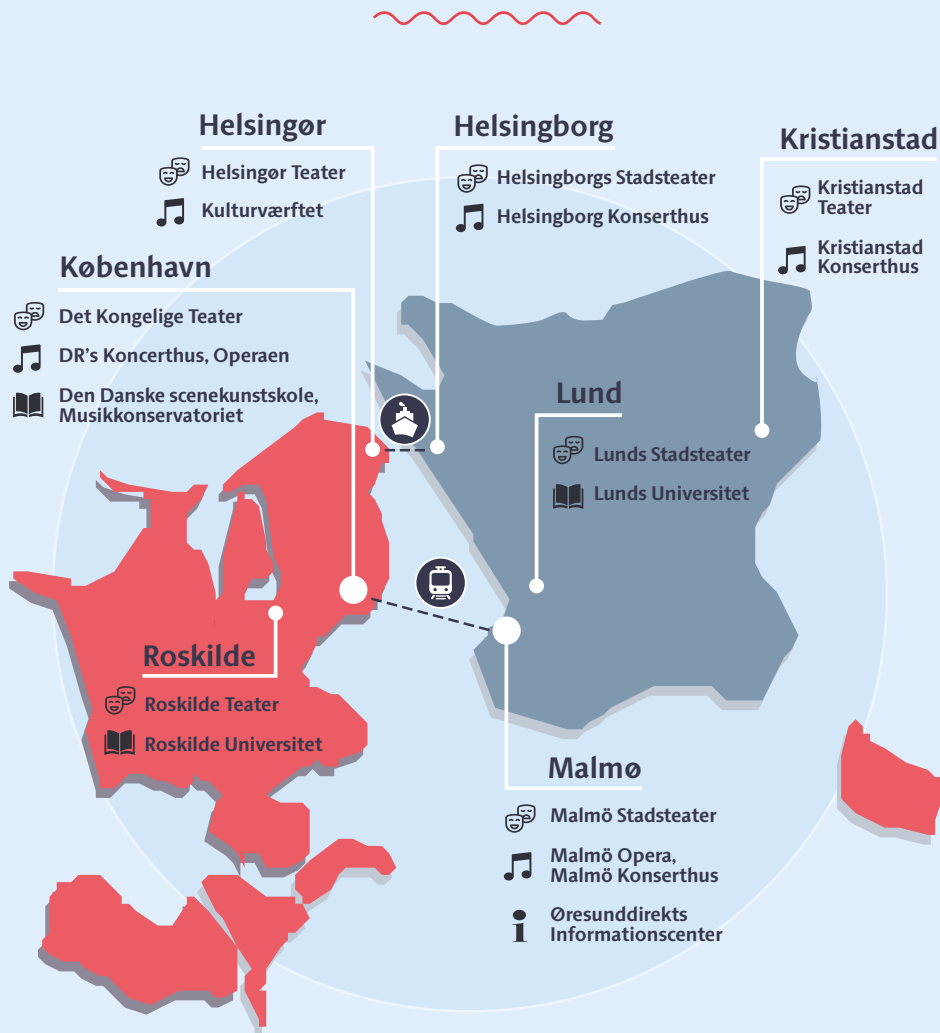 Helsingør
Helsingør Teater
Kulturværftet
Helsingborg
Helsingborgs Stadsteater
Helsingborg Konserthus
Kristianstad
Kristianstad
Teater
Kristianstad
Konserthus
København
Det Kongelige Teater
DR's Koncerthus, Operaen
Den Danske scenekunstskole,
Musikkonservatoriet
Lund
Lunds Stadsteater
Lunds Universitet
Roskilde
Roskilde Teater
Roskilde Universitet
Malmø
Malmö Stadsteater
Malmö Opera,
Malmö Konserthus
Øresunddirekts
Informationscenter